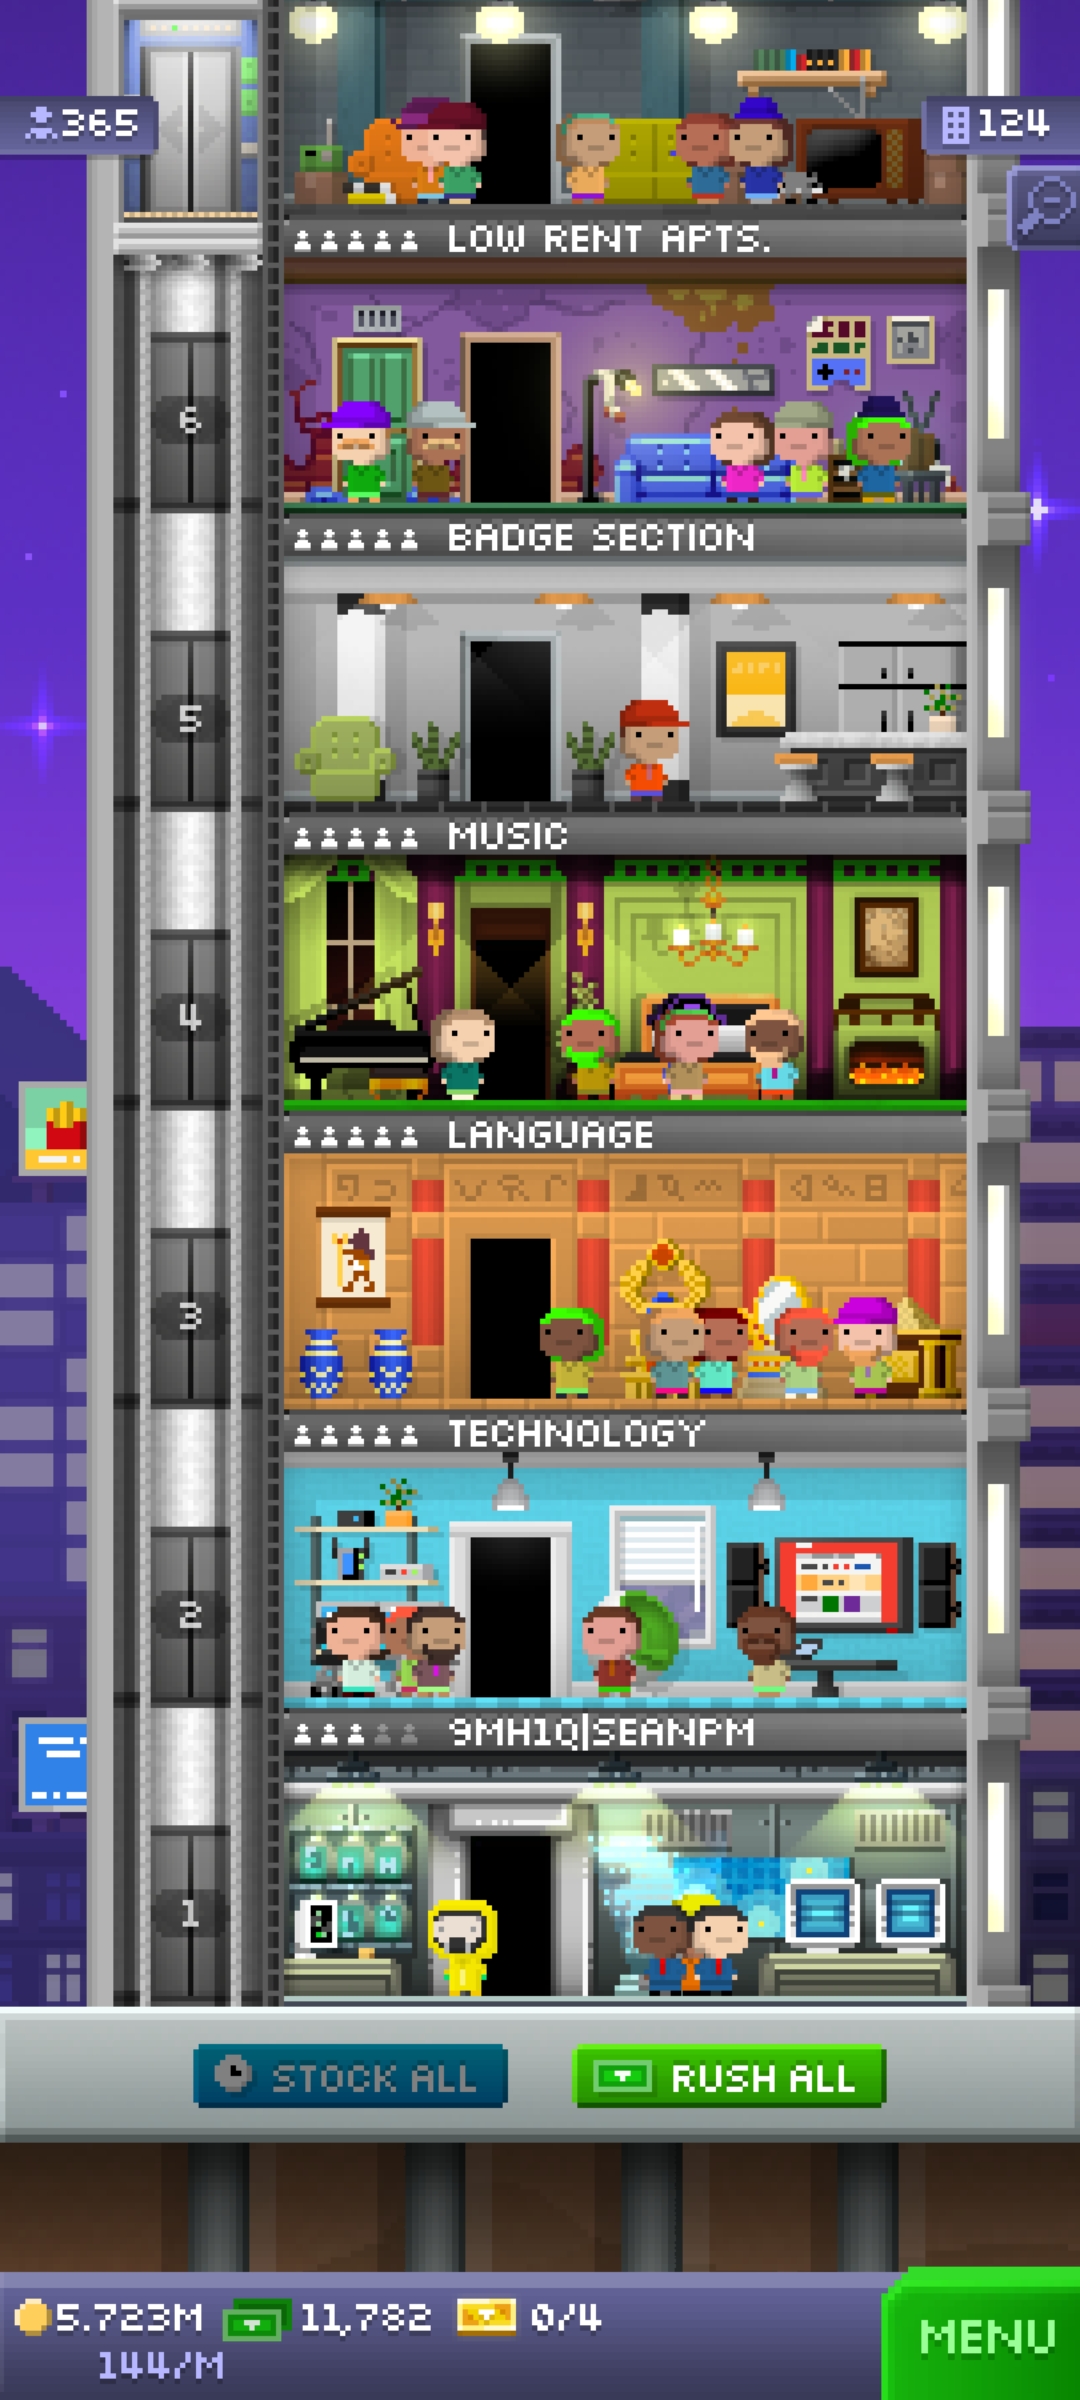 365
124
LOW RENT APTS.
6
BADGE SECTION
5
MUSIC
4
LANGUAGE
3
TECHNOLOGY
2
9MH1Q|SEANPM
1
STOCK ALL
RUSH ALL
5.723M
11,782
0/4
144/M
MENU